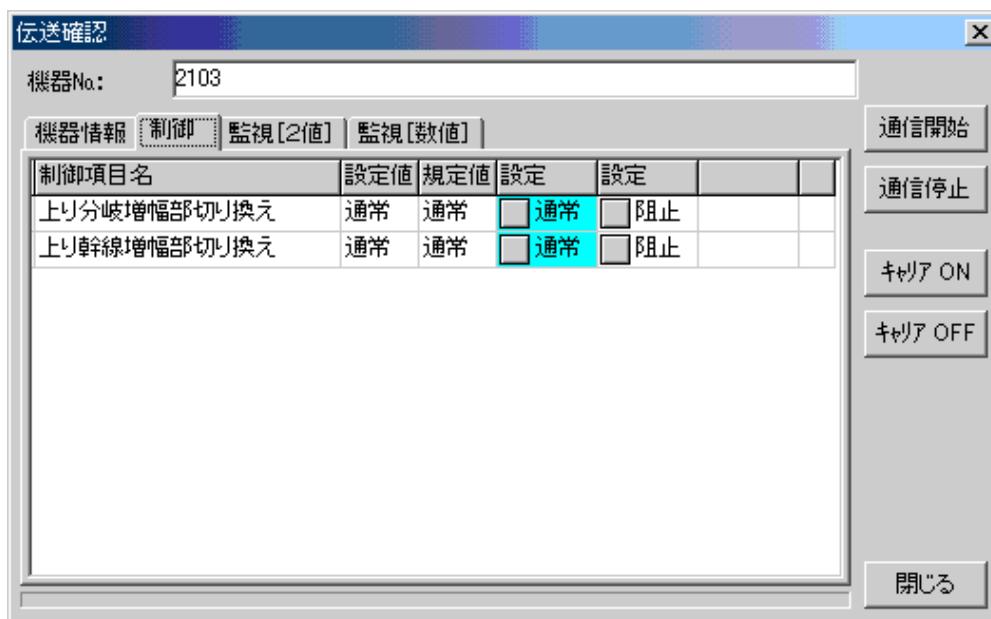 伝送確認
機器No.: 2103
機器情報 制御 監視[2値] 監視[数値]
制御項目名 設定値 規定値 設定 設定
上り分岐増幅部切り換え 通常 通常 通常 阻止
上り幹線増幅部切り換え 通常 通常 通常 阻止
通信開始
通信停止
ｷｬﾘｱ ON
ｷｬﾘｱ OFF
閉じる